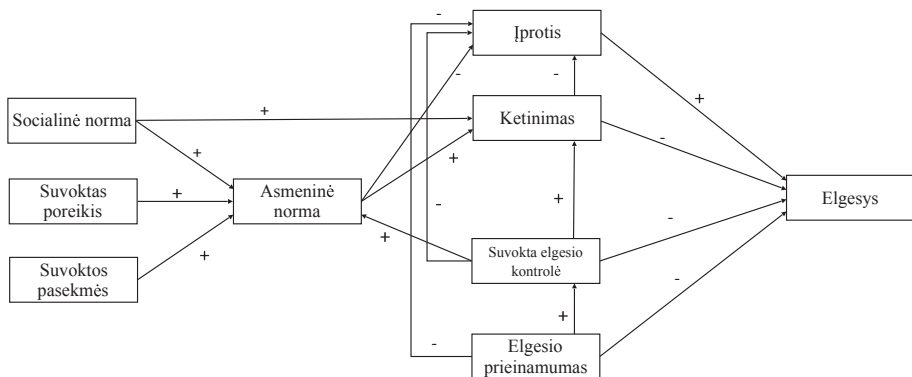 -
Įprotis
-
-
+
Socialinė norma
+
Ketinimas
-
+
+
Suvoktas
poreikis
+
Asmeninė
norma
-
+
-
Elgesys
+
Suvoktos
pasekmės
+
Suvokta elgesio
kontrolė
-
+
-
Elgesio
prieinamumas